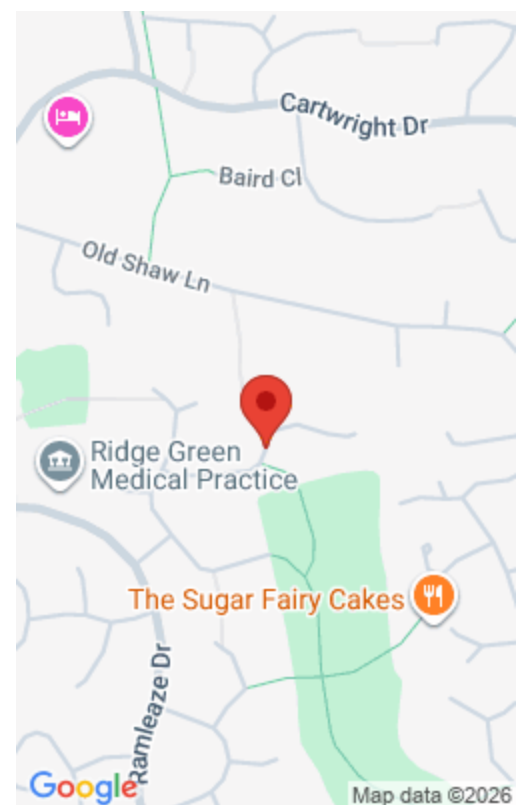 Cartwright Dr
Baird Cl
Old Shaw Ln
Ridge Green
Medical Practice
The Sugar Fairy Cakes
Ramleaze Dr
Google
Map data ©2026